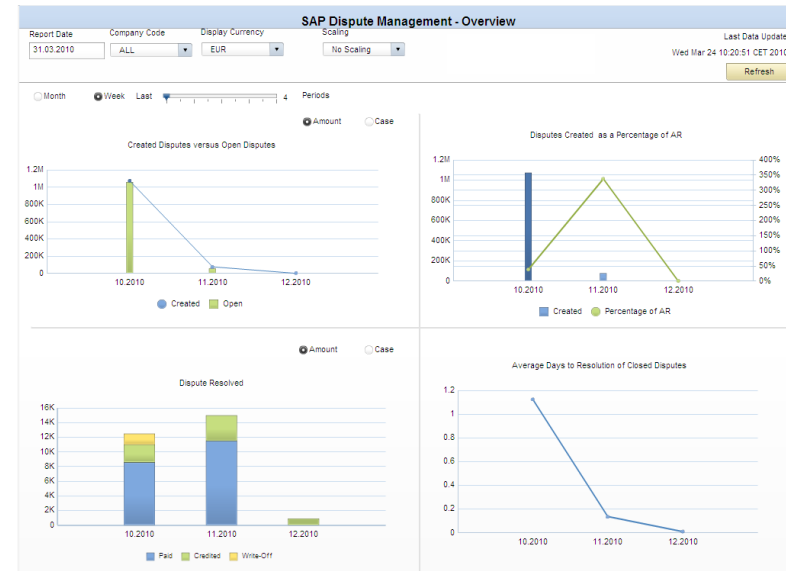 SAP Dispute Management - Overview
Report Date Company Code Display Currency Scaling
31.03.2010 ALL EUR No Scaling
Last Data Update
Wed Mar 24 10:20:51 CET 2010
Refresh
Month Week Last 4 Periods
Amount Case
Created Disputes versus Open Disputes
1.2M
1M
800K
600K
400K
200K
0
10.2010 11.2010 12.2010
Created Open
Disputes Created as a Percentage of AR
1.2M 400%
1M 350%
300%
800K 250%
600K 200%
400K 150%
200K 100%
50%
0 0%
10.2010 11.2010 12.2010
Created Percentage of AR
Amount Case
Dispute Resolved
16K
14K
12K
10K
8K
6K
4K
2K
0
10.2010 11.2010 12.2010
Paid Credited Write-Off
Average Days to Resolution of Closed Disputes
1.2
1
0.8
0.6
0.4
0.2
0
10.2010 11.2010 12.2010